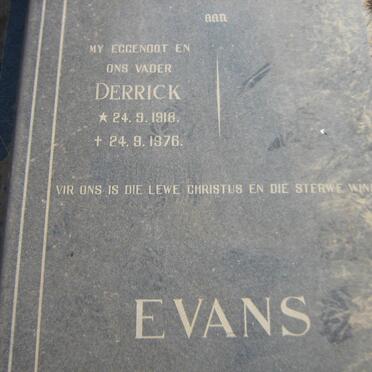 aan
MY EGGENOOT EN
ONS VADER
DERRICK
★ 24. 9. 1918.
† 24. 9. 1976.
VIR ONS IS DIE LEWE CHRISTUS EN DIE STERWE WIN
EVANS